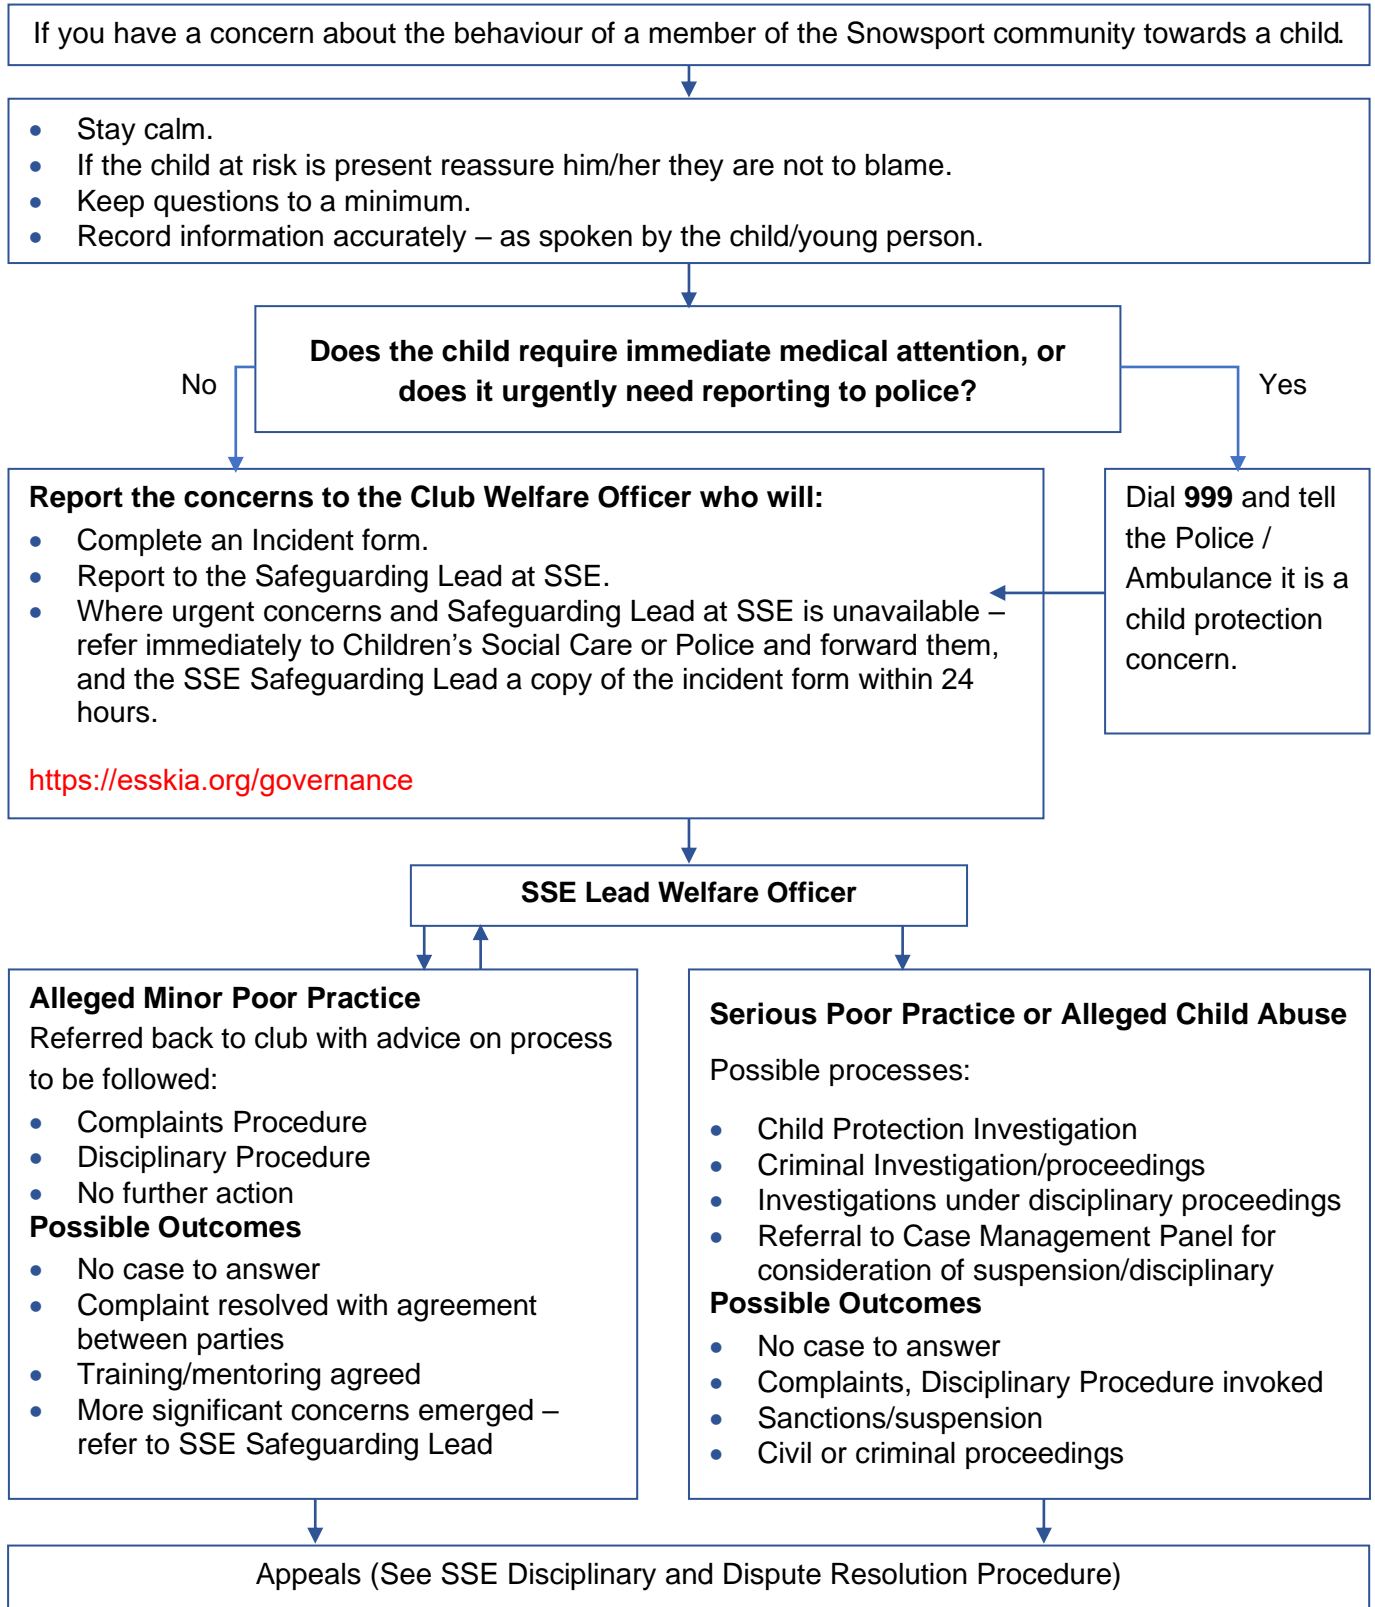 If you have a concern about the behaviour of a member of the Snowsport community towards a child.
• Stay calm.
• If the child at risk is present reassure him/her they are not to blame.
• Keep questions to a minimum.
• Record information accurately – as spoken by the child/young person.
Does the child require immediate medical attention, or
does it urgently need reporting to police?
No
Yes
Report the concerns to the Club Welfare Officer who will:
• Complete an Incident form.
• Report to the Safeguarding Lead at SSE.
• Where urgent concerns and Safeguarding Lead at SSE is unavailable –
refer immediately to Children’s Social Care or Police and forward them,
and the SSE Safeguarding Lead a copy of the incident form within 24
hours.
https://esskia.org/governance
Dial 999 and tell
the Police /
Ambulance it is a
child protection
concern.
SSE Lead Welfare Officer
Alleged Minor Poor Practice
Referred back to club with advice on process
to be followed:
• Complaints Procedure
• Disciplinary Procedure
• No further action
Possible Outcomes
• No case to answer
• Complaint resolved with agreement
between parties
• Training/mentoring agreed
• More significant concerns emerged –
refer to SSE Safeguarding Lead
Serious Poor Practice or Alleged Child Abuse
Possible processes:
• Child Protection Investigation
• Criminal Investigation/proceedings
• Investigations under disciplinary proceedings
• Referral to Case Management Panel for
consideration of suspension/disciplinary
Possible Outcomes
• No case to answer
• Complaints, Disciplinary Procedure invoked
• Sanctions/suspension
• Civil or criminal proceedings
Appeals (See SSE Disciplinary and Dispute Resolution Procedure)